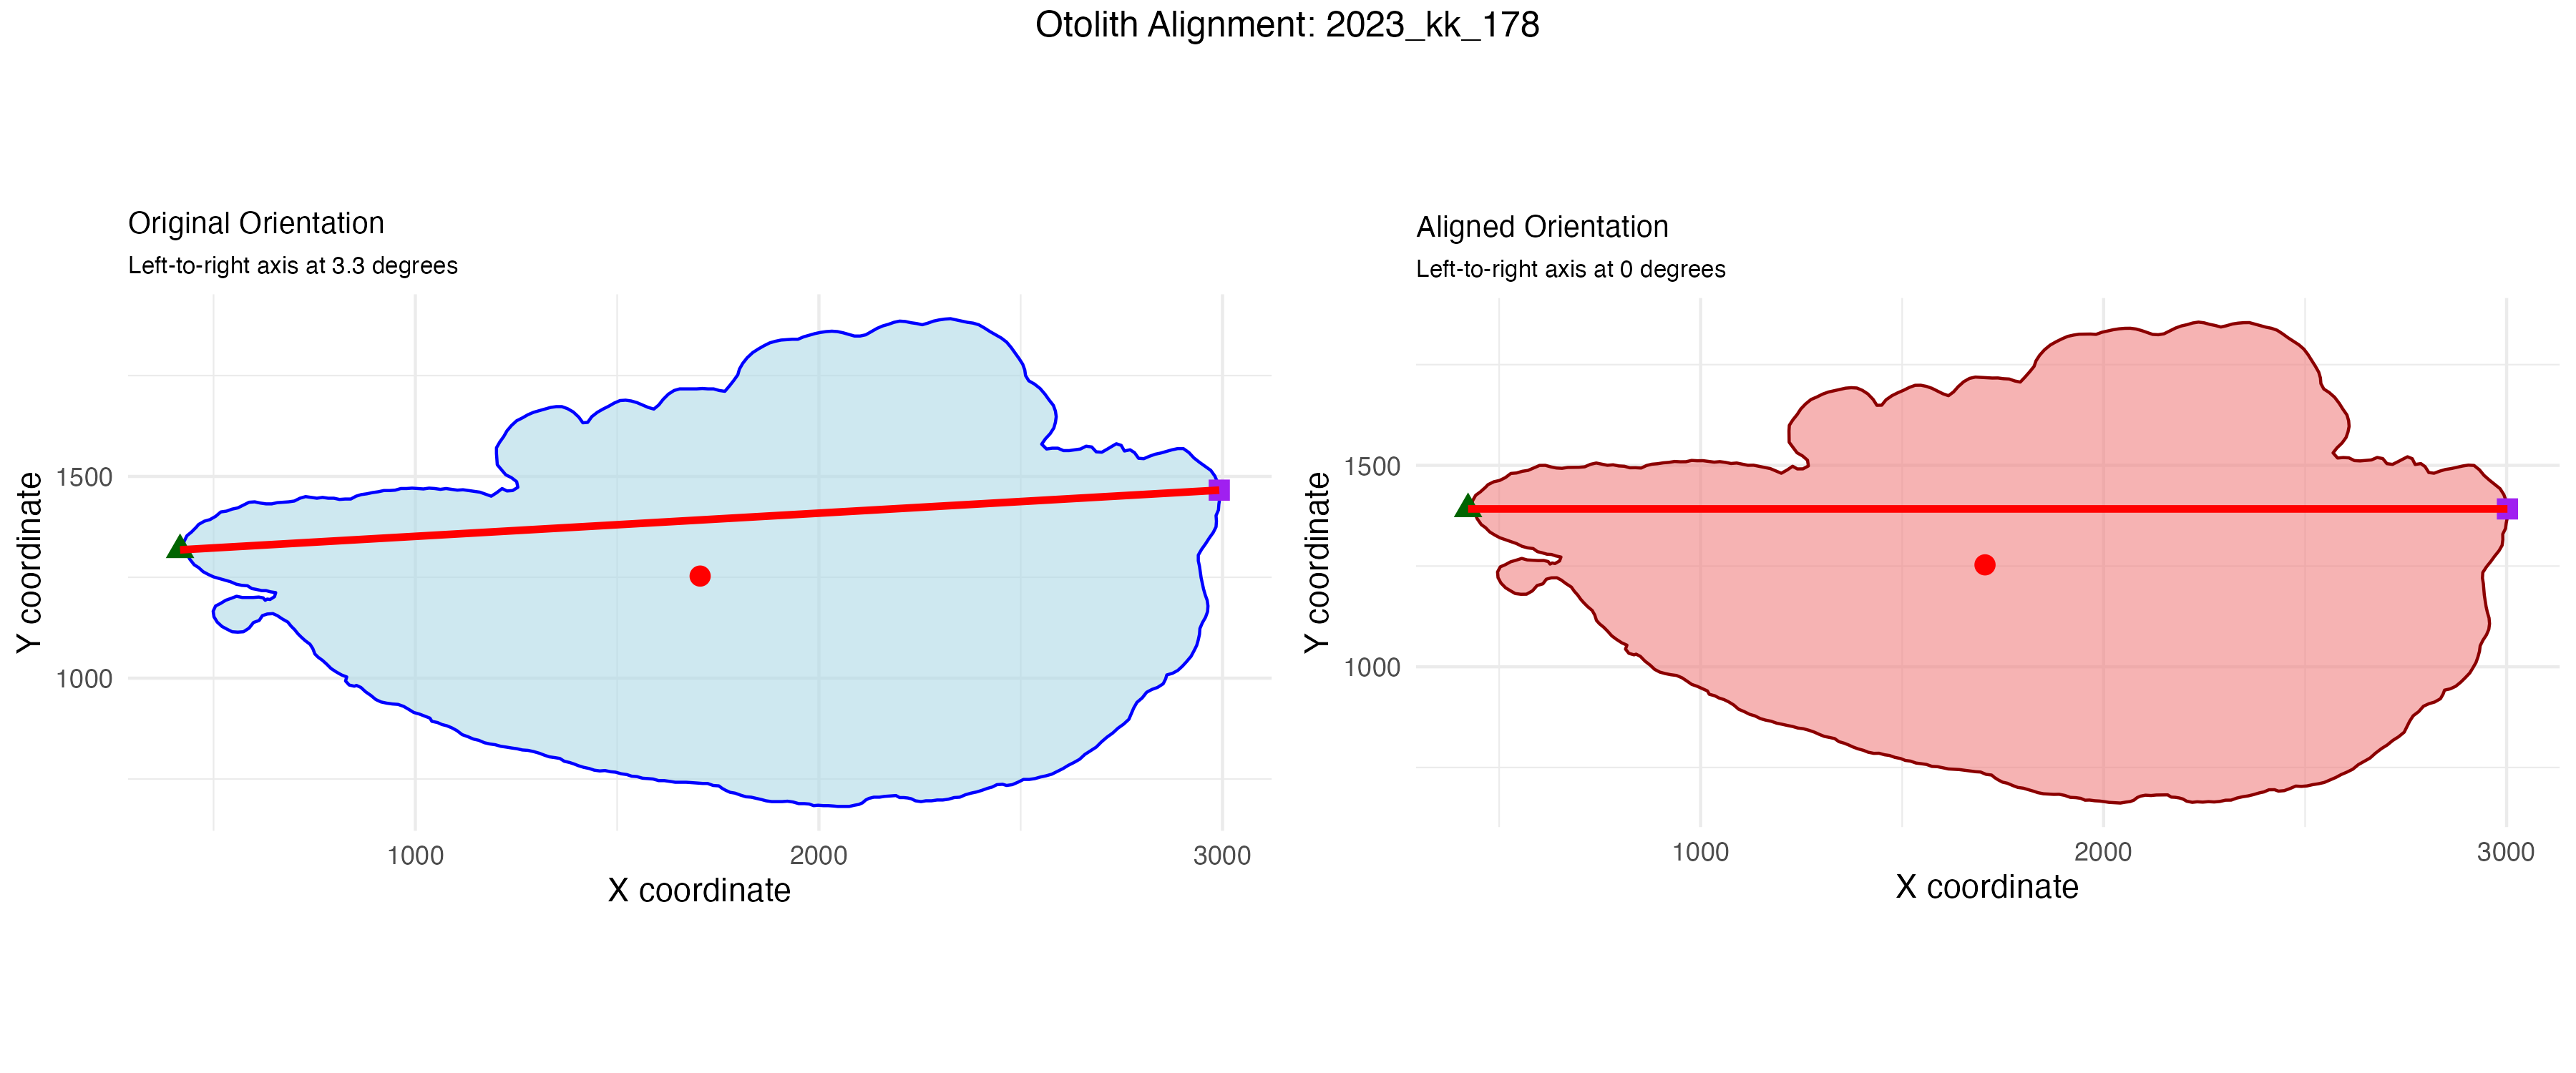 Otolith Alignment: 2023_kk_178
Original Orientation
Left-to-right axis at 3.3 degrees
Y coordinate
1500
1000
1000
2000
3000
X coordinate
Aligned Orientation
Left-to-right axis at 0 degrees
Y coordinate
1500
1000
1000
2000
3000
X coordinate